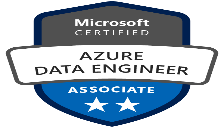 Microsoft
CERTIFIED
AZURE
DATA ENGINEER
ASSOCIATE